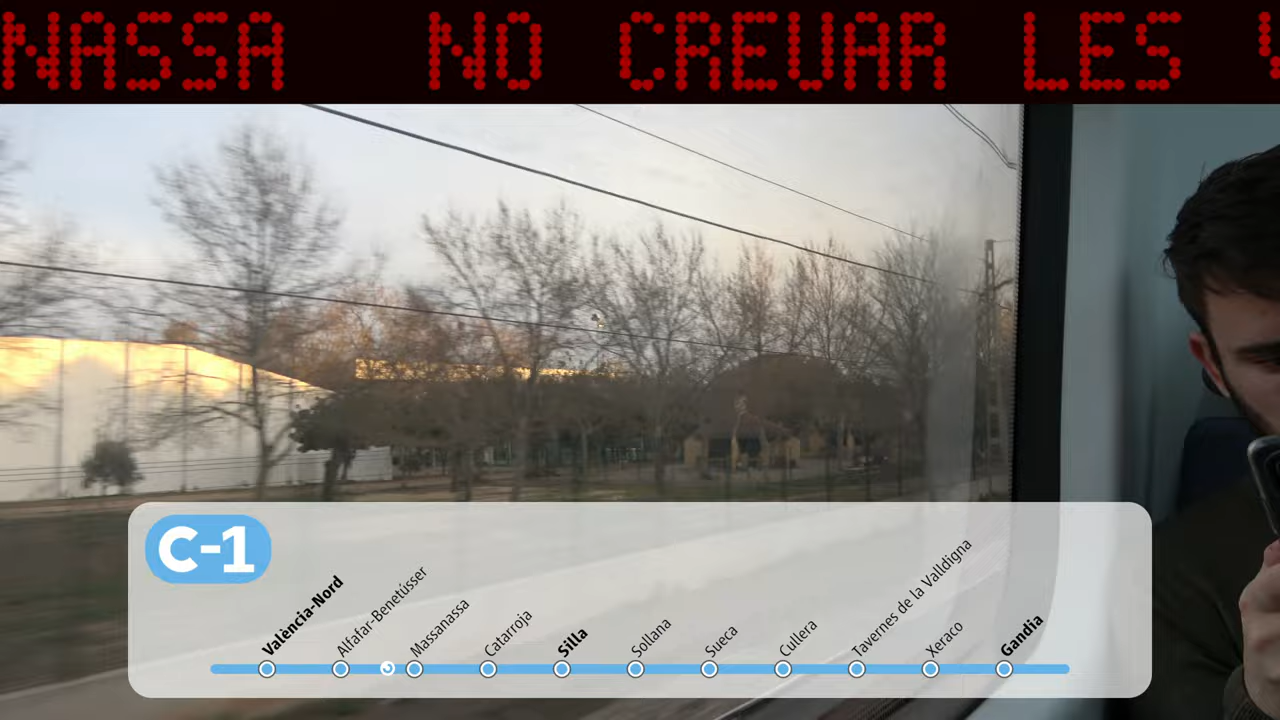 NASSA NO CREUAR LES
C-1
València-Nord
Alfafar-Benetússer
Massanassa
Catarroja
Silla
Sollana
Sueca
Cullera
Tavernes de la Valldigna
Xeraco
Gandia